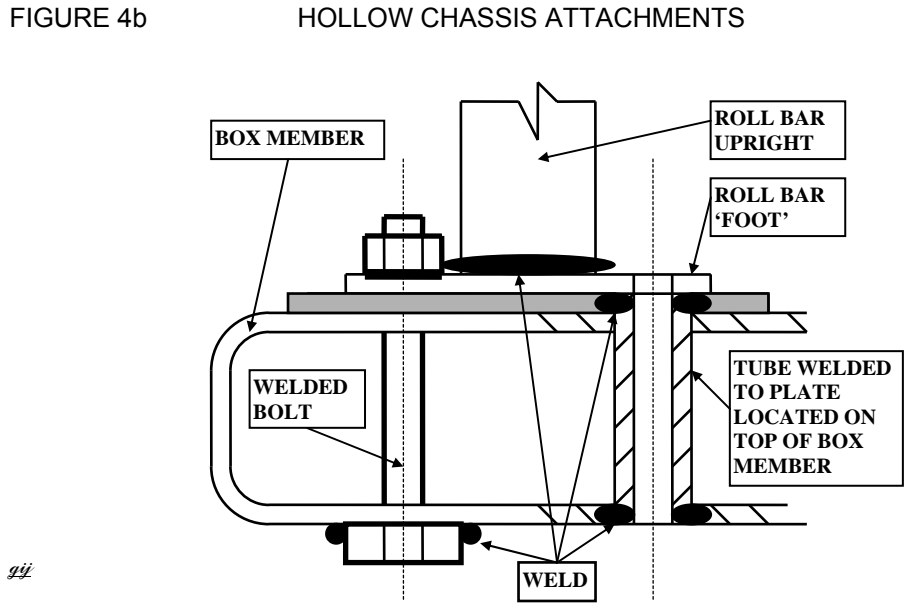 FIGURE 4b HOLLOW CHASSIS ATTACHMENTS
BOX MEMBER
ROLL BAR
UPRIGHT
ROLL BAR
‘FOOT’
WELDED
BOLT
TUBE WELDED
TO PLATE
LOCATED ON
TOP OF BOX
MEMBER
WELD
gij